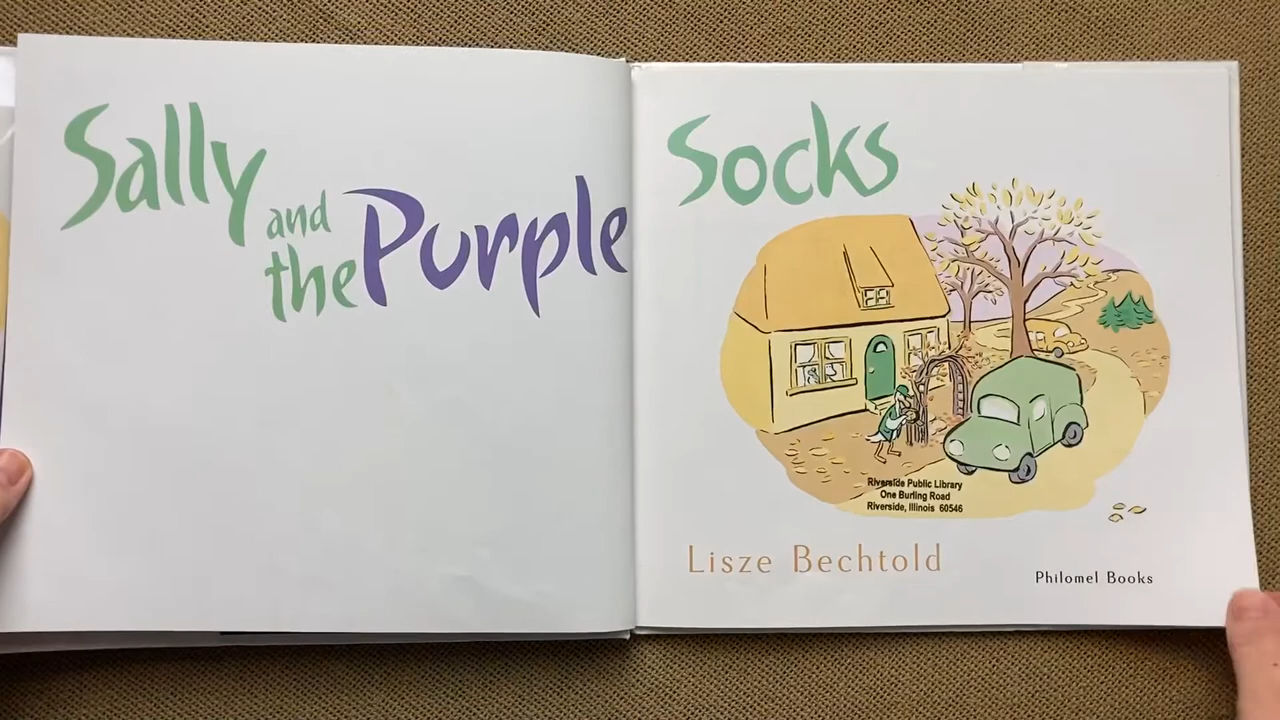 Sally
and
the Purple
Socks
Riverside Public Library
One Burling Road
Riverside, Illinois 60546
Lisze Bechtold
Philomel Books